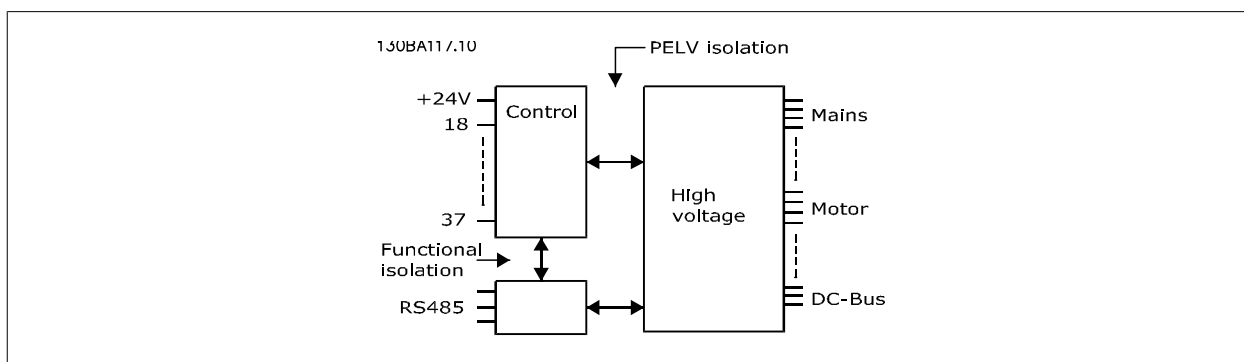 130BA117.10
PELV isolation
+24V
Control
Mains
18
High
voltage
Motor
37
Functional
isolation
RS485
DC-Bus